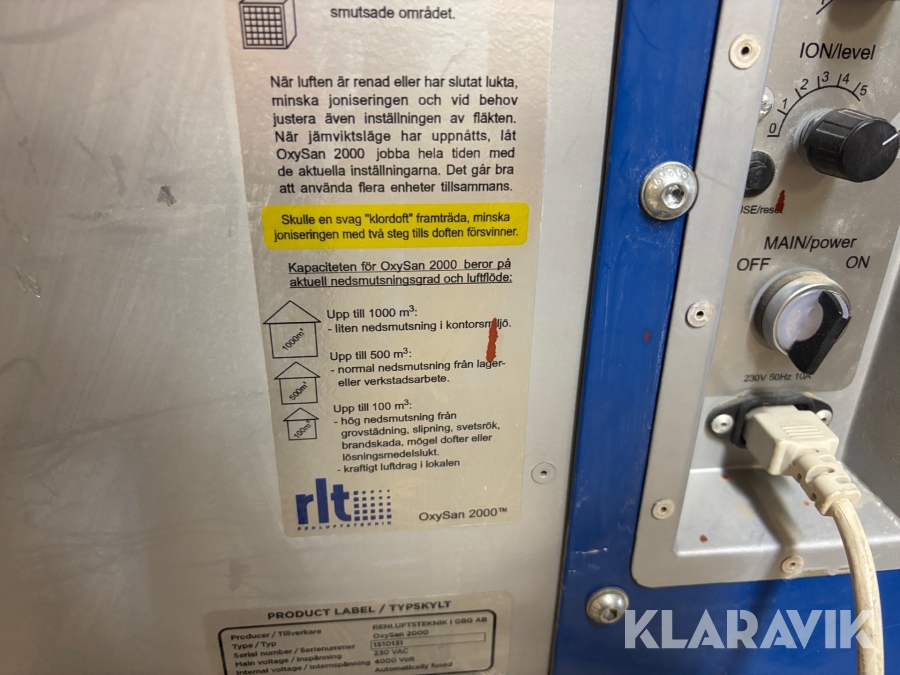 smutsade området.
När luften är renad eller har slutat lukta,
minska joniseringen och vid behov
justera även inställningen av fläkten.
När jämviktsläge har uppnåtts, låt
OxySan 2000 jobba hela tiden med
de aktuella inställningarna. Det går bra
att använda flera enheter tillsammans.
Skulle en svag "klordoft" framträda, minska
joniseringen med två steg tills doften försvinner.
Kapaciteten för OxySan 2000 beror på
aktuell nedsmutsningsgrad och luftflöde:
1000m³
Upp till 1000 m³:
- liten nedsmutsning i kontorsmiljö.
500m³
Upp till 500 m³:
- normal nedsmutsning från lager-
eller verkstadsarbete.
100m³
Upp till 100 m³:
- hög nedsmutsning från
grovstädning, slipning, svetsrök,
brandskada, mögel dofter eller
lösningsmedelslukt.
- kraftigt luftdrag i lokalen
rlt
RENLUFTSTEKNIK
OxySan 2000™
PRODUCT LABEL / TYPSKYLT
Producer / Tillverkare RENLUFTSTEKNIK I GBG AB
Type / Typ OxySan 2000
Serial number / Serienummer 1310131
Main voltage / Inspänning 230 VAC
Internal voltage / Internspänning 4000 Volt
Automatically fused
ION/level
0 1 2 3 4 5
USE/reset
MAIN/power
OFF ON
230V 50Hz 10A
KLARAVIK